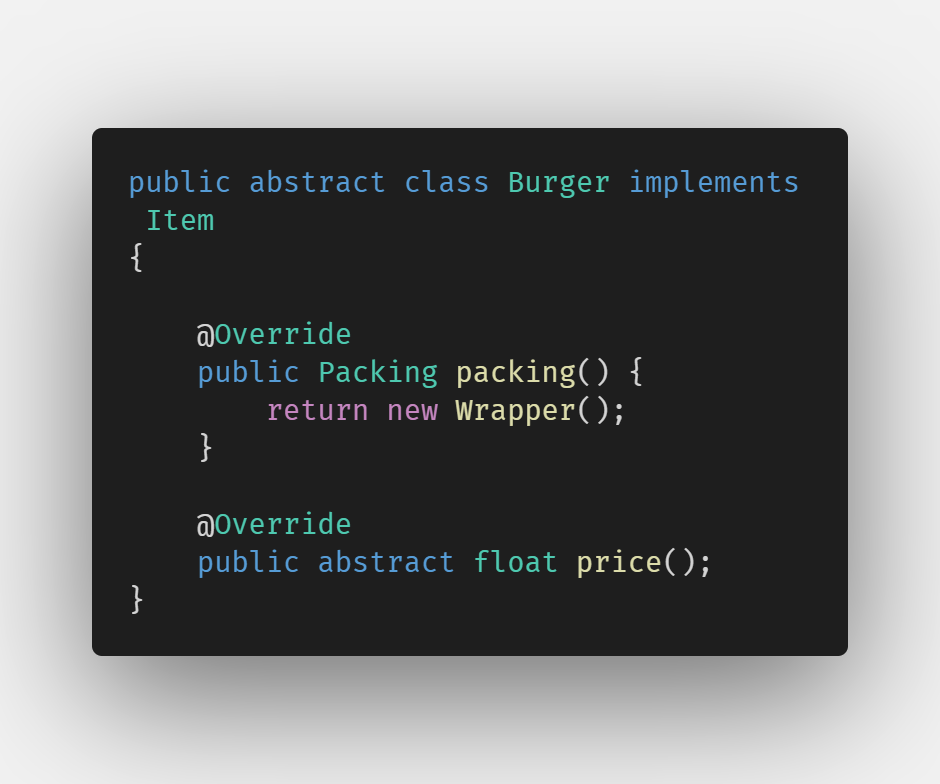 public abstract class Burger implements
 Item
{

    @Override
    public Packing packing() {
        return new Wrapper();
    }

    @Override
    public abstract float price();
}